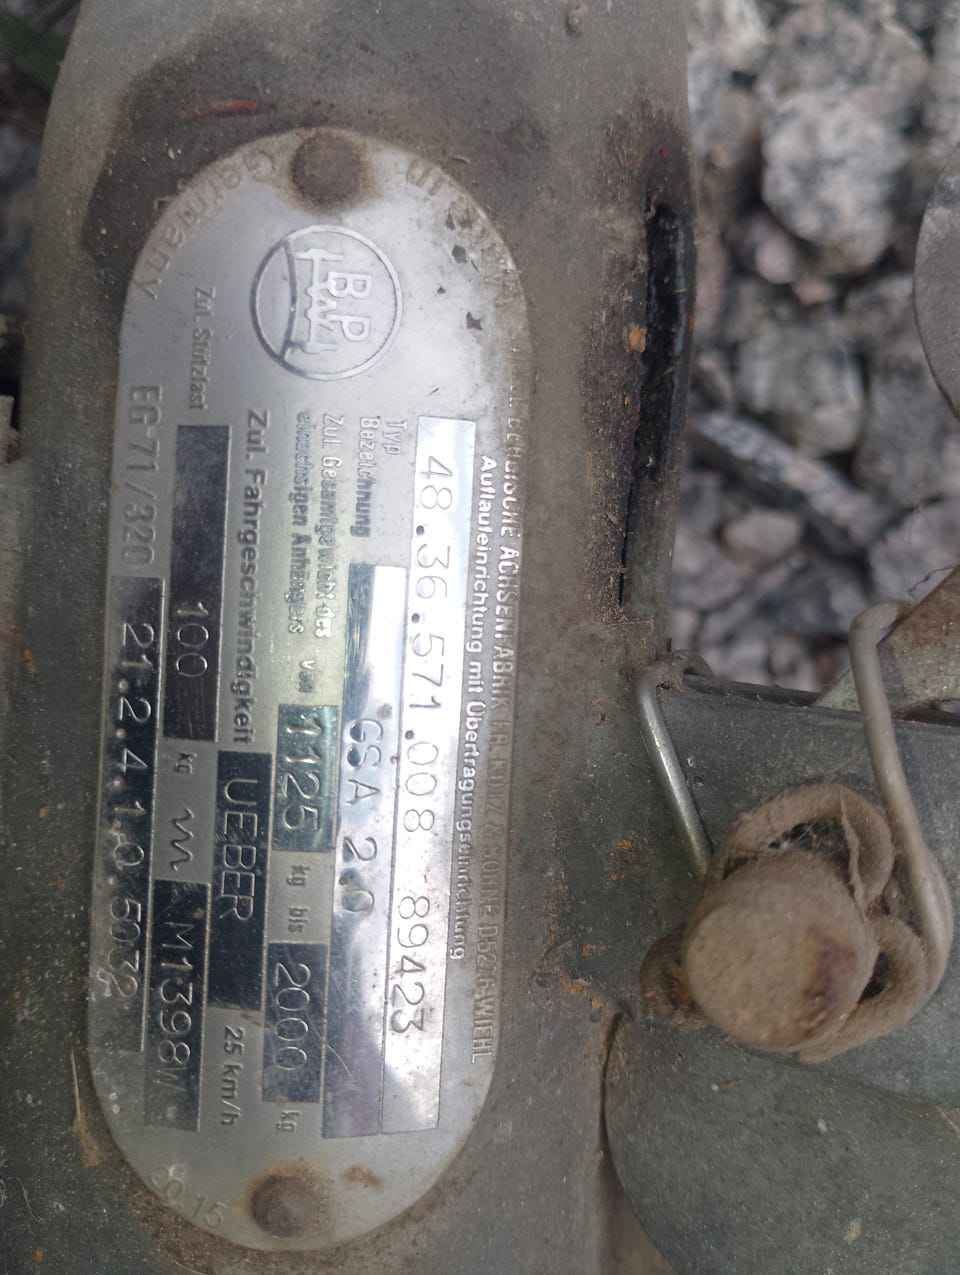 BPW
BERGISCHE ACHSENFABRIK FR. KOTZ & SÖHNE D5276 WIEHL
Auflaufeinrichtung mit Übertragungseinrichtung
Typ 48.36.571.008 89423
Bezeichnung GSA 2.0
Zul. Gesamtgewicht des
einachsigen Anhängers von 1125 kg bis 2000 kg
Zul. Fahrgeschwindigkeit UEBER 25 km/h
Zul. Stützlast 100 kg M1398
EG 71/320 21.2.4.1.0.5032
Germany